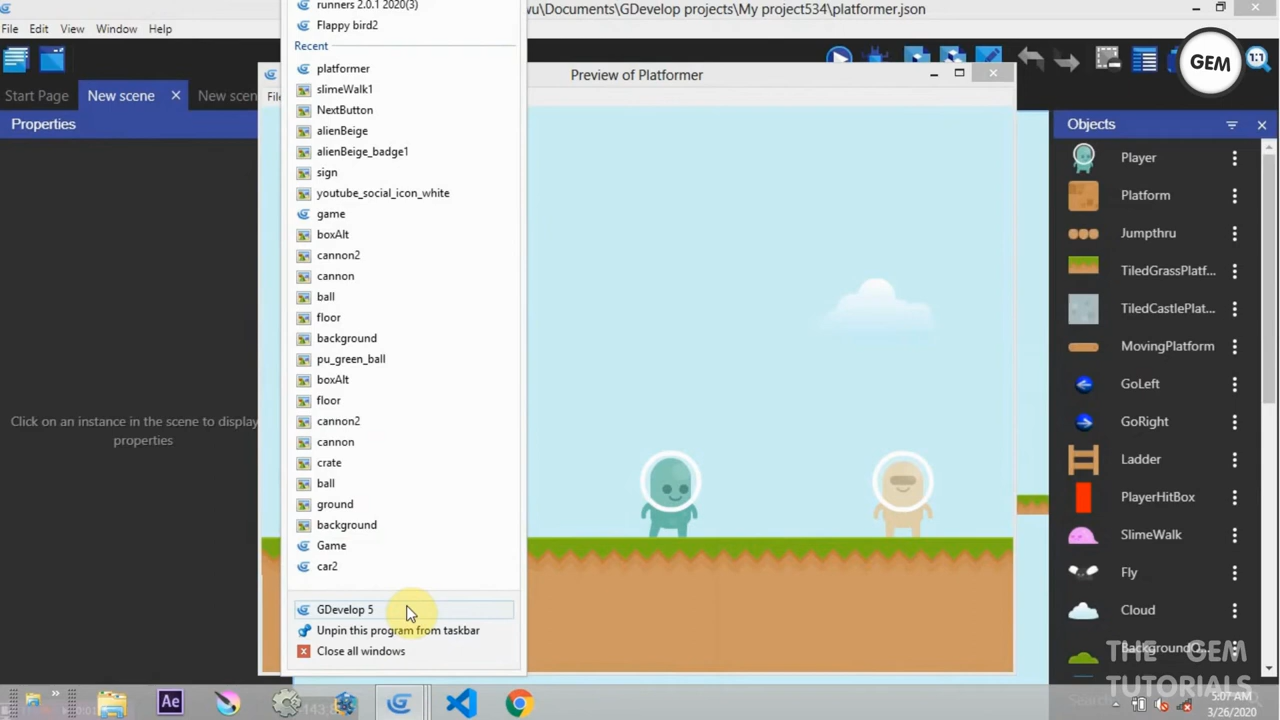 runners 2.0.1 2020(3)
vu\Documents\GDevelop projects\My project534\platformer.json
File Edit View Window Help
Flappy bird2
Recent
GEM
Preview of Platformer
Start Page
New scene
New scen
File
platformer
slimeWalk1
NextButton
alienBeige
alienBeige_badge1
sign
youtube_social_icon_white
game
boxAlt
cannon2
cannon
ball
floor
background
pu_green_ball
boxAlt
floor
cannon2
cannon
crate
ball
ground
background
Game
car2
GDevelop 5
Unpin this program from taskbar
Close all windows
Properties
Click on an instance in the scene to display
properties
Objects
Player
Platform
Jumpthru
TiledGrassPlatf...
TiledCastlePlat...
MovingPlatform
GoLeft
GoRight
Ladder
PlayerHitBox
SlimeWalk
Fly
Cloud
BackgroundO...
Search
THE GEM
TUTORIALS
Ae
5:07 AM
3/26/2020